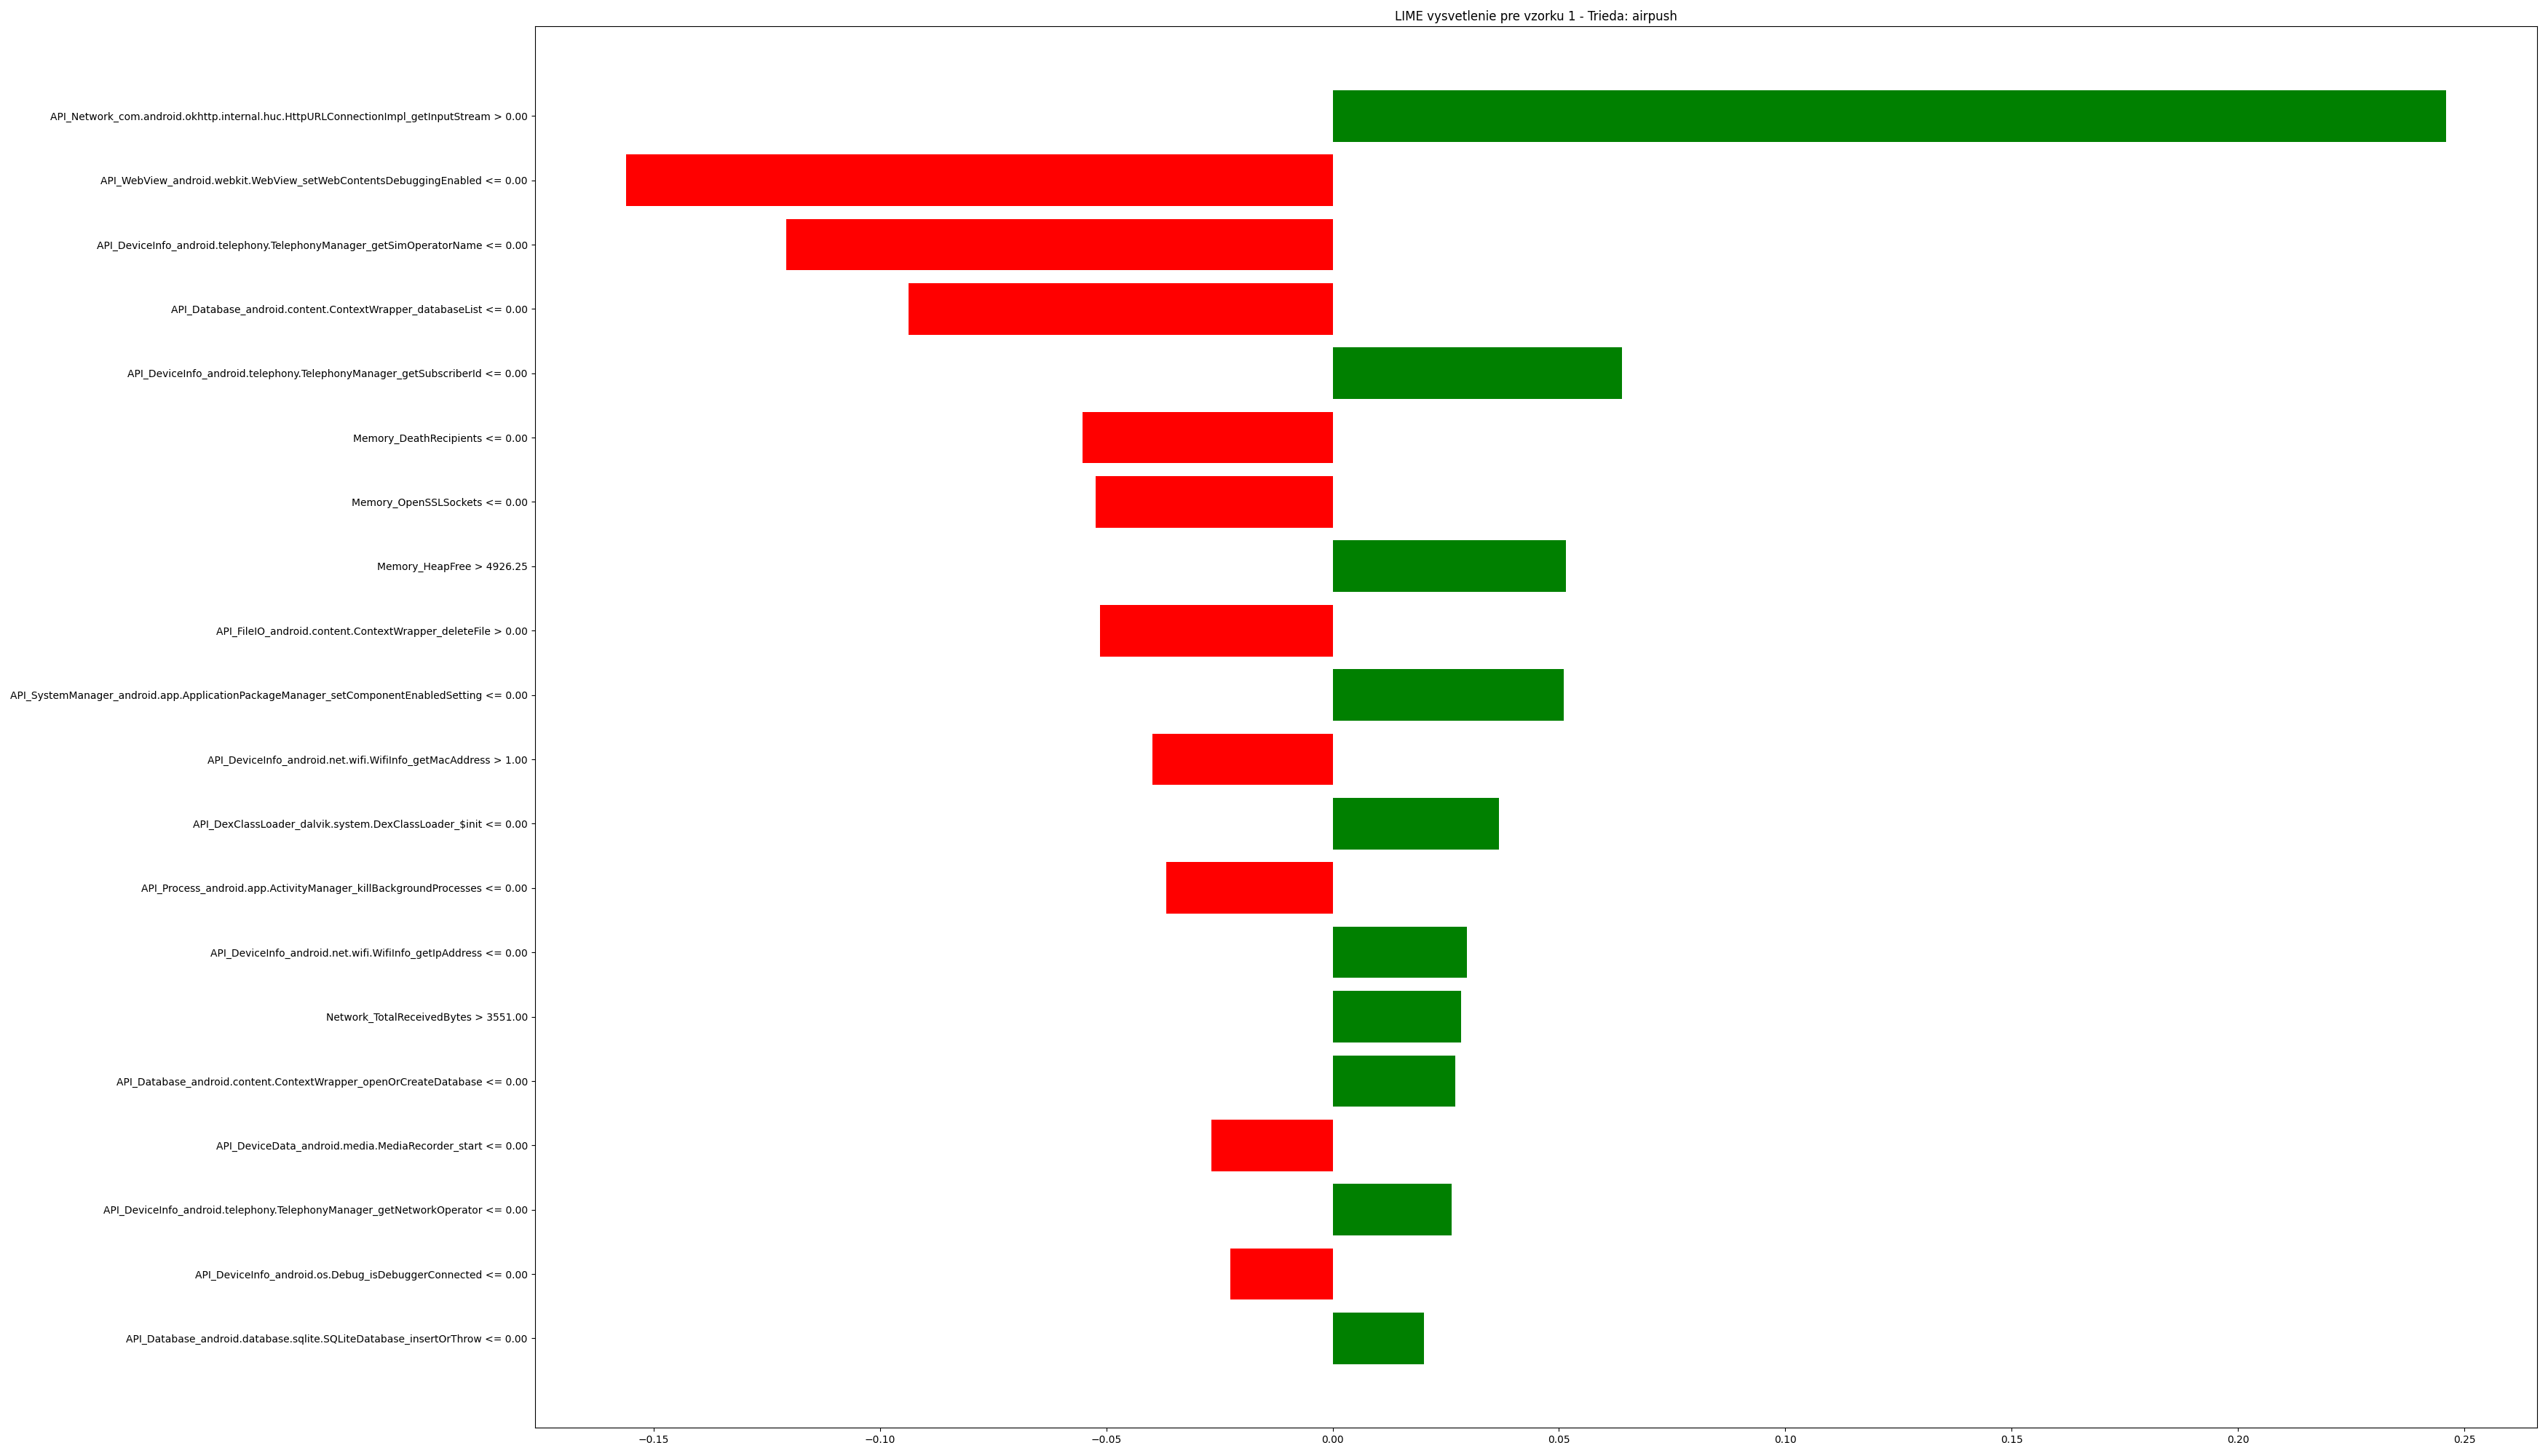 LIME vysvetlenie pre vzorku 1 - Trieda: airpush
API_Network_com.android.okhttp.internal.huc.HttpURLConnectionImpl_getInputStream > 0.00
API_WebView_android.webkit.WebView_setWebContentsDebuggingEnabled <= 0.00
API_DeviceInfo_android.telephony.TelephonyManager_getSimOperatorName <= 0.00
API_Database_android.content.ContextWrapper_databaseList <= 0.00
API_DeviceInfo_android.telephony.TelephonyManager_getSubscriberId <= 0.00
Memory_DeathRecipients <= 0.00
Memory_OpenSSLSockets <= 0.00
Memory_HeapFree > 4926.25
API_FileIO_android.content.ContextWrapper_deleteFile > 0.00
API_SystemManager_android.app.ApplicationPackageManager_setComponentEnabledSetting <= 0.00
API_DeviceInfo_android.net.wifi.WifiInfo_getMacAddress > 1.00
API_DexClassLoader_dalvik.system.DexClassLoader_$init <= 0.00
API_Process_android.app.ActivityManager_killBackgroundProcesses <= 0.00
API_DeviceInfo_android.net.wifi.WifiInfo_getIpAddress <= 0.00
Network_TotalReceivedBytes > 3551.00
API_Database_android.content.ContextWrapper_openOrCreateDatabase <= 0.00
API_DeviceData_android.media.MediaRecorder_start <= 0.00
API_DeviceInfo_android.telephony.TelephonyManager_getNetworkOperator <= 0.00
API_DeviceInfo_android.os.Debug_isDebuggerConnected <= 0.00
API_Database_android.database.sqlite.SQLiteDatabase_insertOrThrow <= 0.00
−0.15 −0.10 −0.05 0.00 0.05 0.10 0.15 0.20 0.25